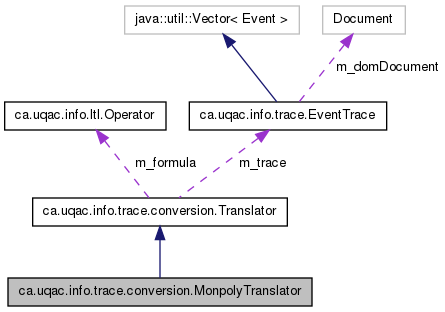 java::util::Vector< Event >
Document
m_domDocument
ca.uqac.info.ltl.Operator
ca.uqac.info.trace.EventTrace
m_formula
m_trace
ca.uqac.info.trace.conversion.Translator
ca.uqac.info.trace.conversion.MonpolyTranslator